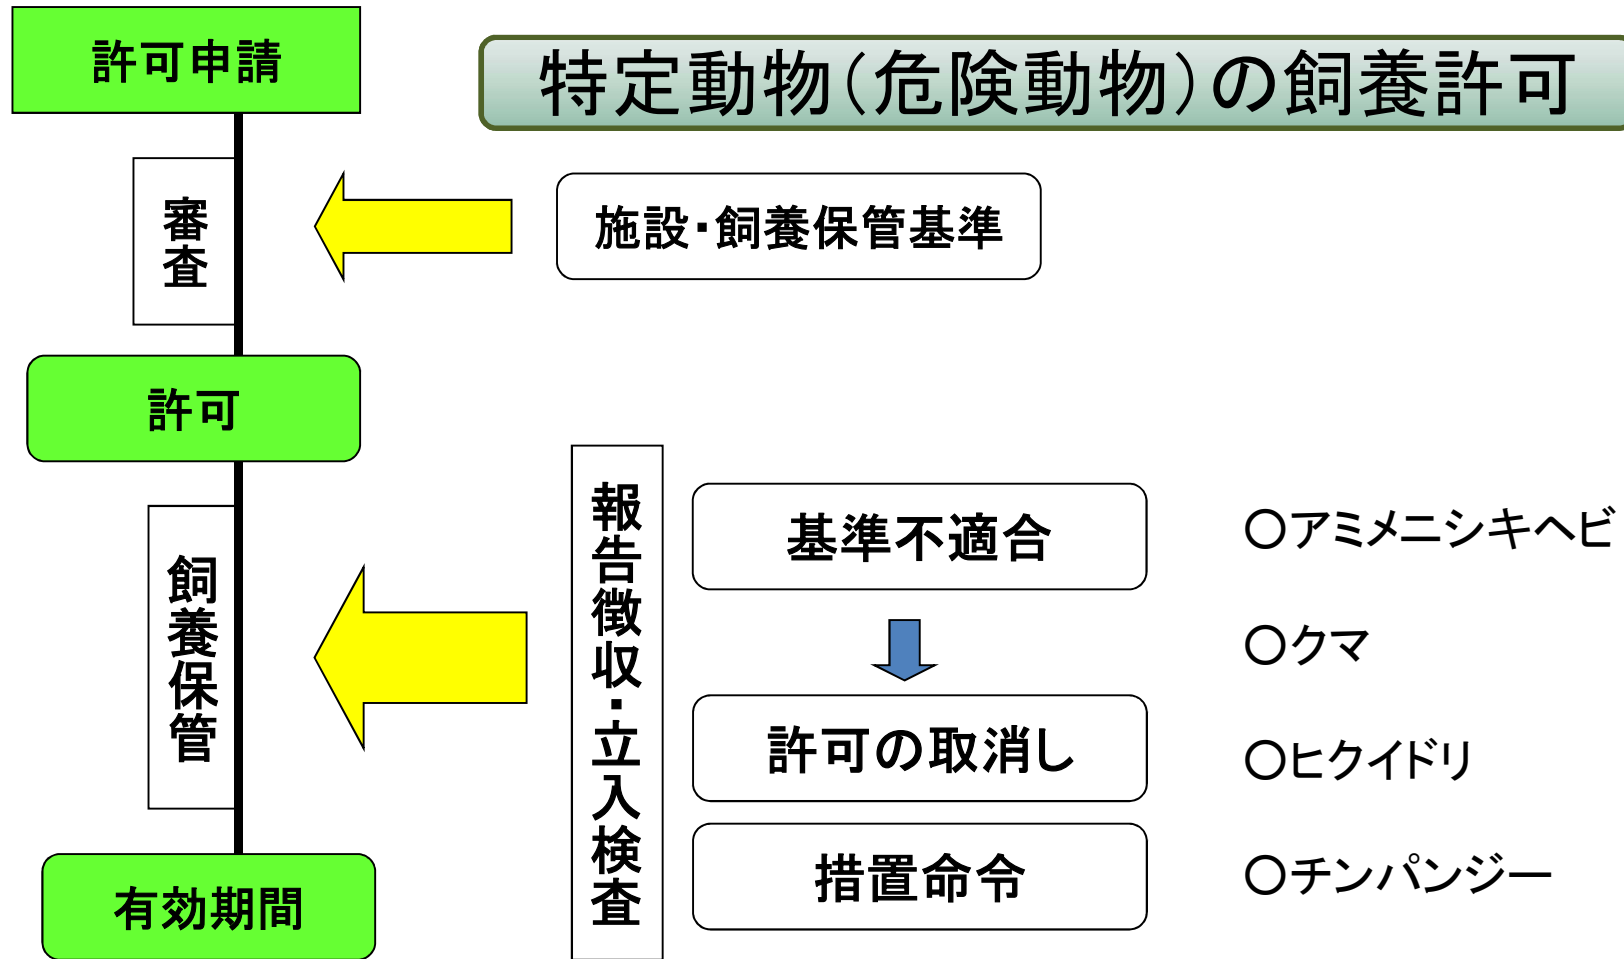 許可申請
特定動物（危険動物）の飼養許可
審査
施設・飼養保管基準
許可
飼養保管
報告徴収・立入検査
基準不適合
許可の取消し
措置命令
有効期間
〇アミメニシキヘビ
〇クマ
〇ヒクイドリ
〇チンパンジー